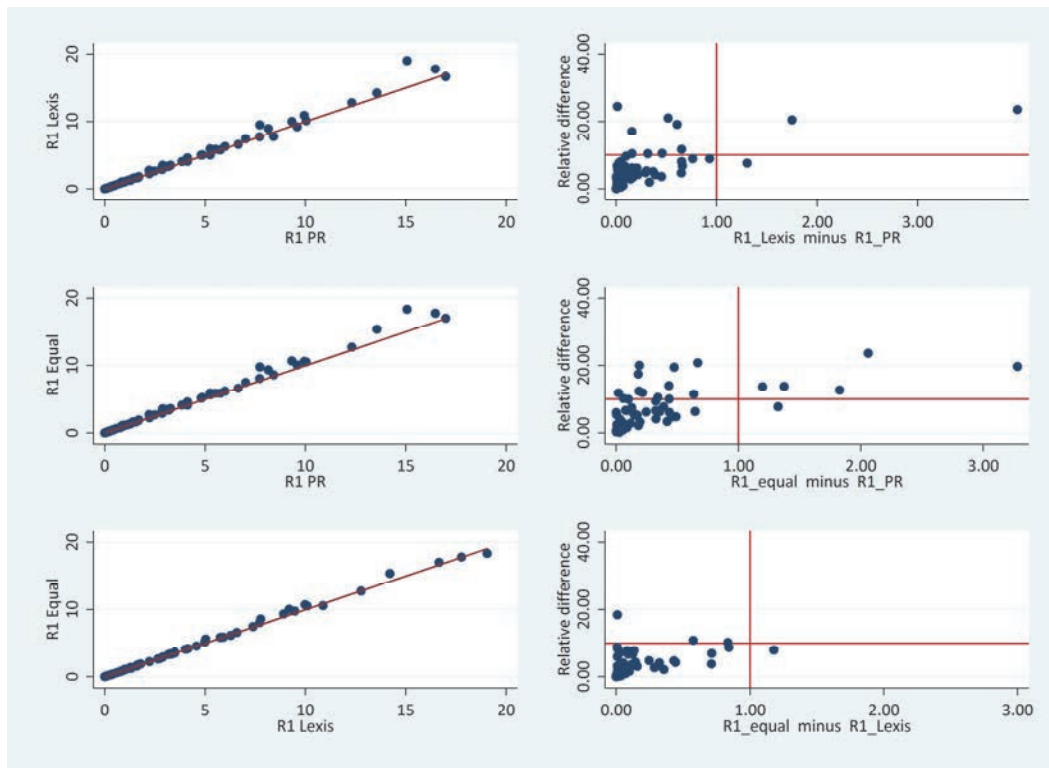 R1 Lexis
20
10
0
0 5 10 15 20
R1 PR
Relative difference
40.00
20.00
0.00
0.00 1.00 2.00 3.00
R1_Lexis minus R1_PR
R1 Equal
20
10
0
0 5 10 15 20
R1 PR
Relative difference
40.00
20.00
0.00
0.00 1.00 2.00 3.00
R1_equal minus R1_PR
R1 Equal
20
10
0
0 5 10 15 20
R1 Lexis
Relative difference
40.00
20.00
0.00
0.00 1.00 2.00 3.00
R1_equal minus R1_Lexis